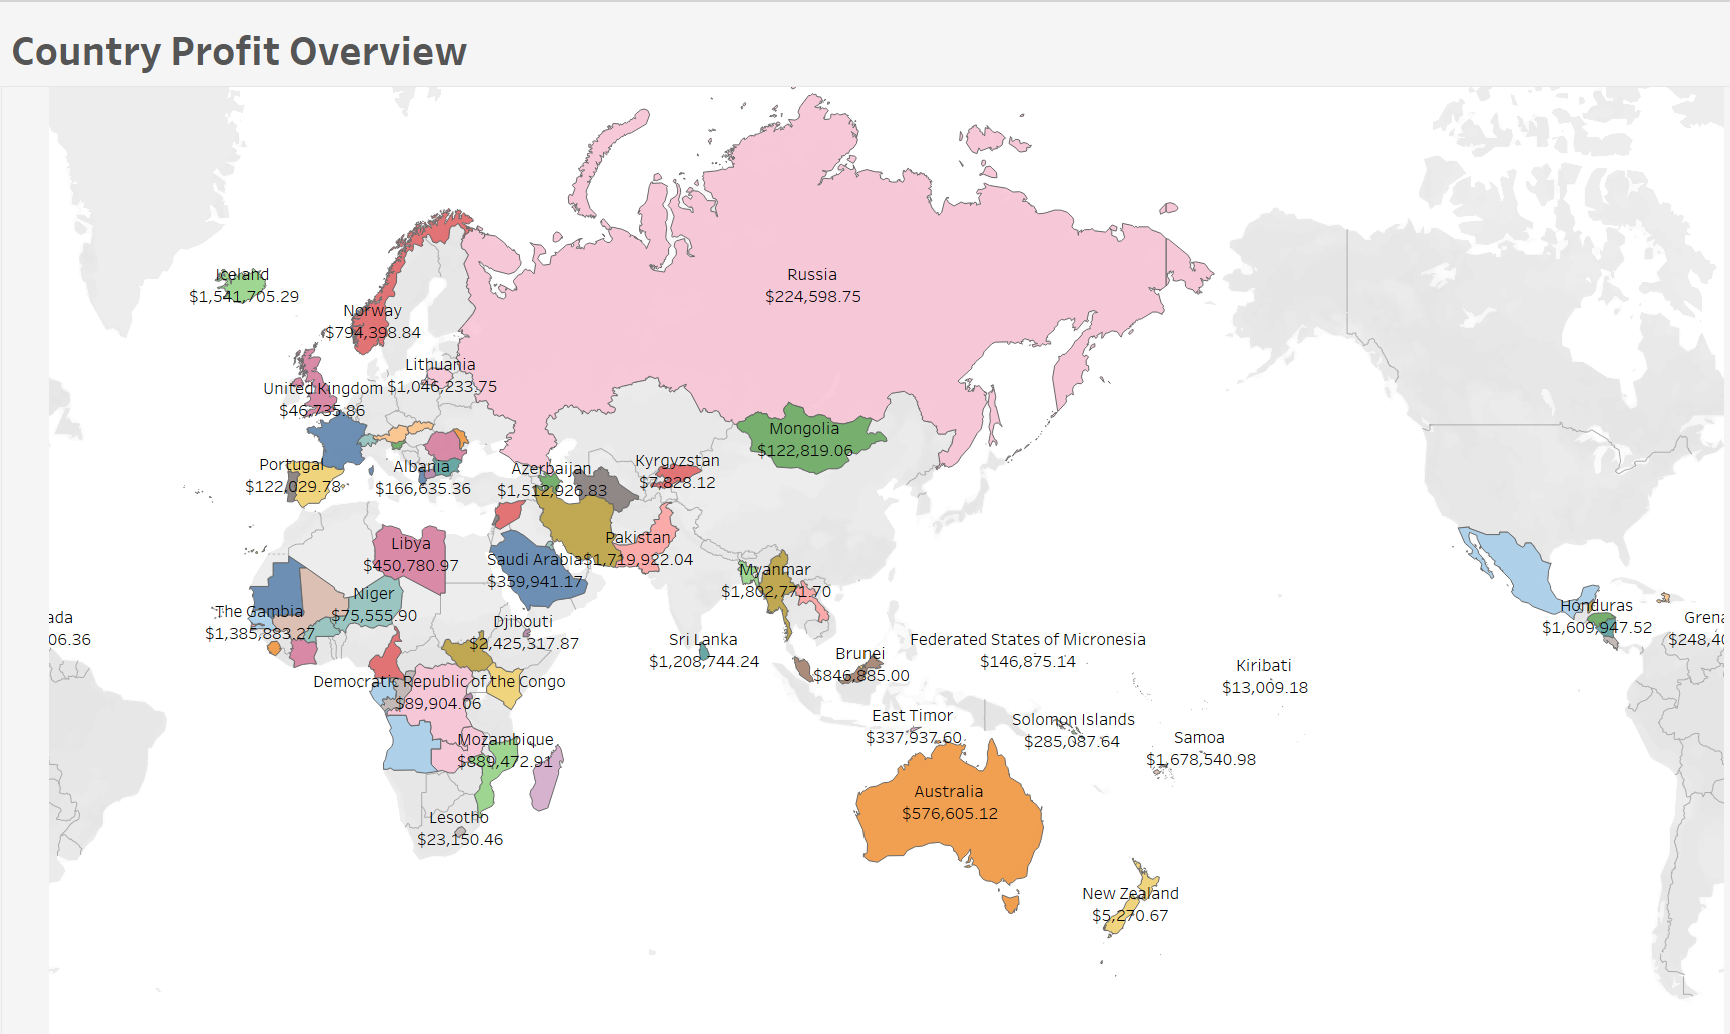 Country Profit Overview
Russia
$224,598.75
Iceland
$1,541,705.29
Norway
$794,398.84
Lithuania
$1,046,233.75
United Kingdom
$46,735.86
Mongolia
$122,819.06
Portugal
$122,029.78
Albania
$166,635.36
Azerbaijan
$1,512,926.83
Kyrgyzstan
$7,828.12
Libya
$450,780.97
Saudi Arabia
$359,941.17
Pakistan
$1,719,922.04
Myanmar
$1,802,771.70
Niger
$75,555.90
The Gambia
$1,385,883.27
Djibouti
$2,425,317.87
Honduras
$1,609,947.52
ada
06.36
Grena
$248,40
Sri Lanka
$1,208,744.24
Brunei
$846,885.00
Federated States of Micronesia
$146,875.14
Kiribati
$13,009.18
Democratic Republic of the Congo
$89,904.06
East Timor
$337,937.60
Solomon Islands
$285,087.64
Samoa
$1,678,540.98
Mozambique
$889,472.91
Australia
$576,605.12
Lesotho
$23,150.46
New Zealand
$5,270.67